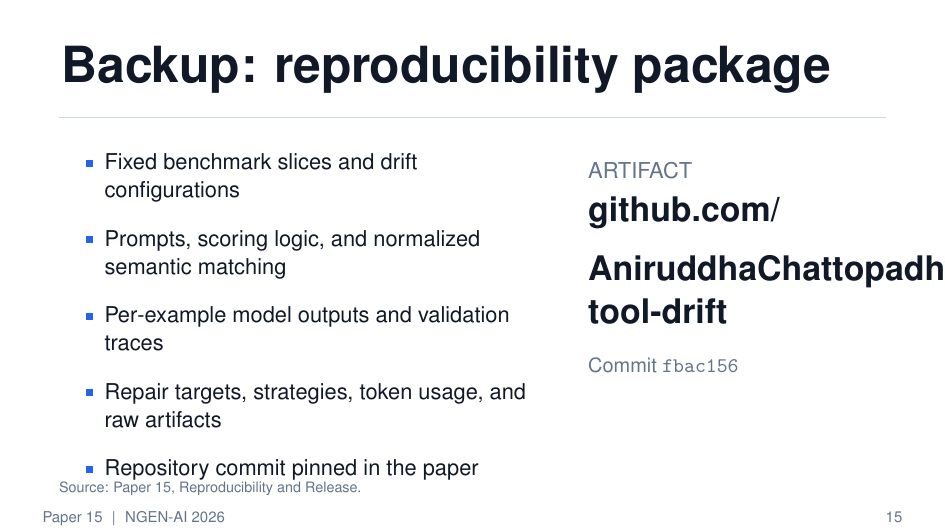 Backup: reproducibility package
Fixed benchmark slices and drift
configurations
Prompts, scoring logic, and normalized
semantic matching
Per-example model outputs and validation
traces
Repair targets, strategies, token usage, and
raw artifacts
Repository commit pinned in the paper
ARTIFACT
github.com/
AniruddhaChattopadh
tool-drift
Commit fbac156
Source: Paper 15, Reproducibility and Release.
Paper 15 | NGEN-AI 2026
15